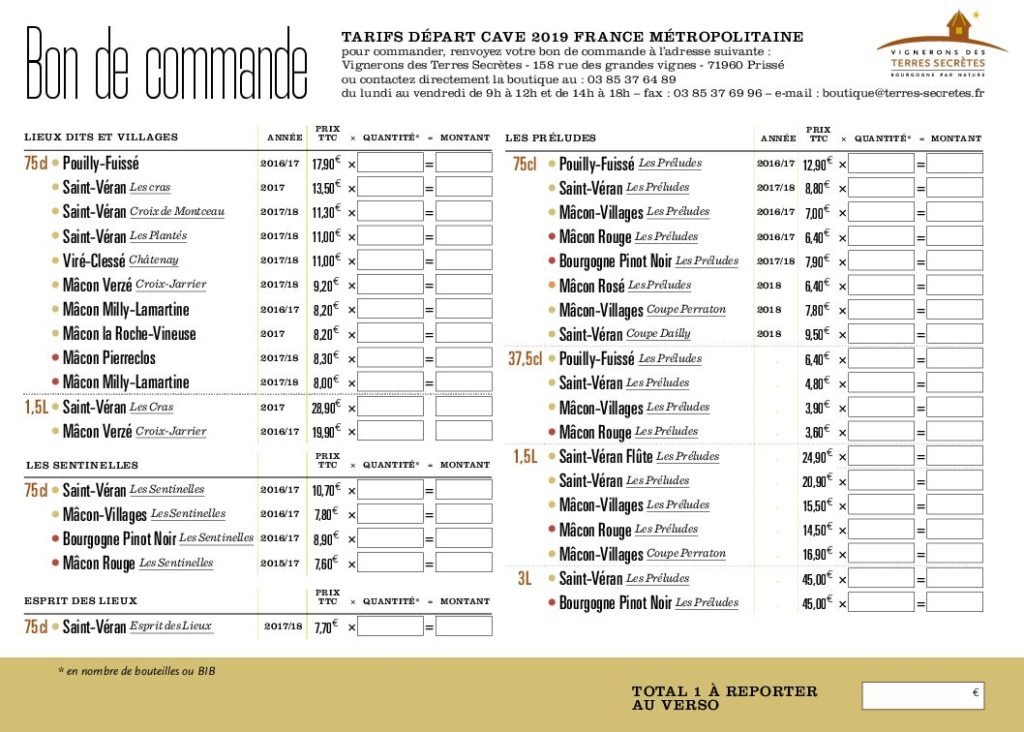 Bon de commande
TARIFS DÉPART CAVE 2019 FRANCE MÉTROPOLITAINE
pour commander, renvoyez votre bon de commande à l'adresse suivante :
Vignerons des Terres Secrètes - 158 rue des grandes vignes - 71960 Prissé
ou contactez directement la boutique au : 03 85 37 64 89
du lundi au vendredi de 9h à 12h et de 14h à 18h – fax : 03 85 37 69 96 – e-mail : boutique@terres-secretes.fr
VIGNERONS DES
TERRES SECRÈTES
BOURGOGNE PAR NATURE
LIEUX DITS ET VILLAGES ANNÉE PRIX TTC × QUANTITÉ* = MONTANT
75cl Pouilly-Fuissé 2016/17 17,90€ × =
Saint-Véran Les cras 2017 13,50€ × =
Saint-Véran Croix de Montceau 2017/18 11,30€ × =
Saint-Véran Les Plantés 2017/18 11,00€ × =
Viré-Clessé Châtenay 2017/18 11,00€ × =
Mâcon Verzé Croix-Jarrier 2017/18 9,20€ × =
Mâcon Milly-Lamartine 2016/17 8,20€ × =
Mâcon la Roche-Vineuse 2017 8,20€ × =
Mâcon Pierreclos 2017/18 8,30€ × =
Mâcon Milly-Lamartine 2017/18 8,00€ × =
1,5L Saint-Véran Les Cras 2017 28,90€ × =
Mâcon Verzé Croix-Jarrier 2016/17 19,90€ ×
LES SENTINELLES PRIX TTC × QUANTITÉ* = MONTANT
75cl Saint-Véran Les Sentinelles 2016/17 10,70€ × =
Mâcon-Villages Les Sentinelles 2016/17 7,80€ × =
Bourgogne Pinot Noir Les Sentinelles 2016/17 8,90€ × =
Mâcon Rouge Les Sentinelles 2015/17 7,60€ × =
ESPRIT DES LIEUX PRIX TTC × QUANTITÉ* = MONTANT
75cl Saint-Véran Esprit des Lieux 2017/18 7,70€ × =
LES PRÉLUDES ANNÉE PRIX TTC × QUANTITÉ* = MONTANT
75cl Pouilly-Fuissé Les Préludes 2016/17 12,90€ × =
Saint-Véran Les Préludes 2017/18 8,80€ × =
Mâcon-Villages Les Préludes 2016/17 7,00€ × =
Mâcon Rouge Les Préludes 2016/17 6,40€ × =
Bourgogne Pinot Noir Les Préludes 2017/18 7,90€ × =
Mâcon Rosé Les Préludes 2018 6,40€ × =
Mâcon-Villages Coupe Perraton 2018 7,80€ × =
Saint-Véran Coupe Dailly 2018 9,50€ × =
37,5cl Pouilly-Fuissé Les Préludes 6,40€ × =
Saint-Véran Les Préludes 4,80€ × =
Mâcon-Villages Les Préludes 3,90€ × =
Mâcon Rouge Les Préludes 3,60€ × =
1,5L Saint-Véran Flûte Les Préludes 24,90€ × =
Saint-Véran Les Préludes 20,90€ × =
Mâcon-Villages Les Préludes 15,50€ × =
Mâcon Rouge Les Préludes 14,50€ × =
Mâcon-Villages Coupe Perraton 16,90€ × =
3L Saint-Véran Les Préludes 45,00€ × =
Bourgogne Pinot Noir Les Préludes 45,00€ × =
* en nombre de bouteilles ou BIB
TOTAL 1 À REPORTER
AU VERSO
€